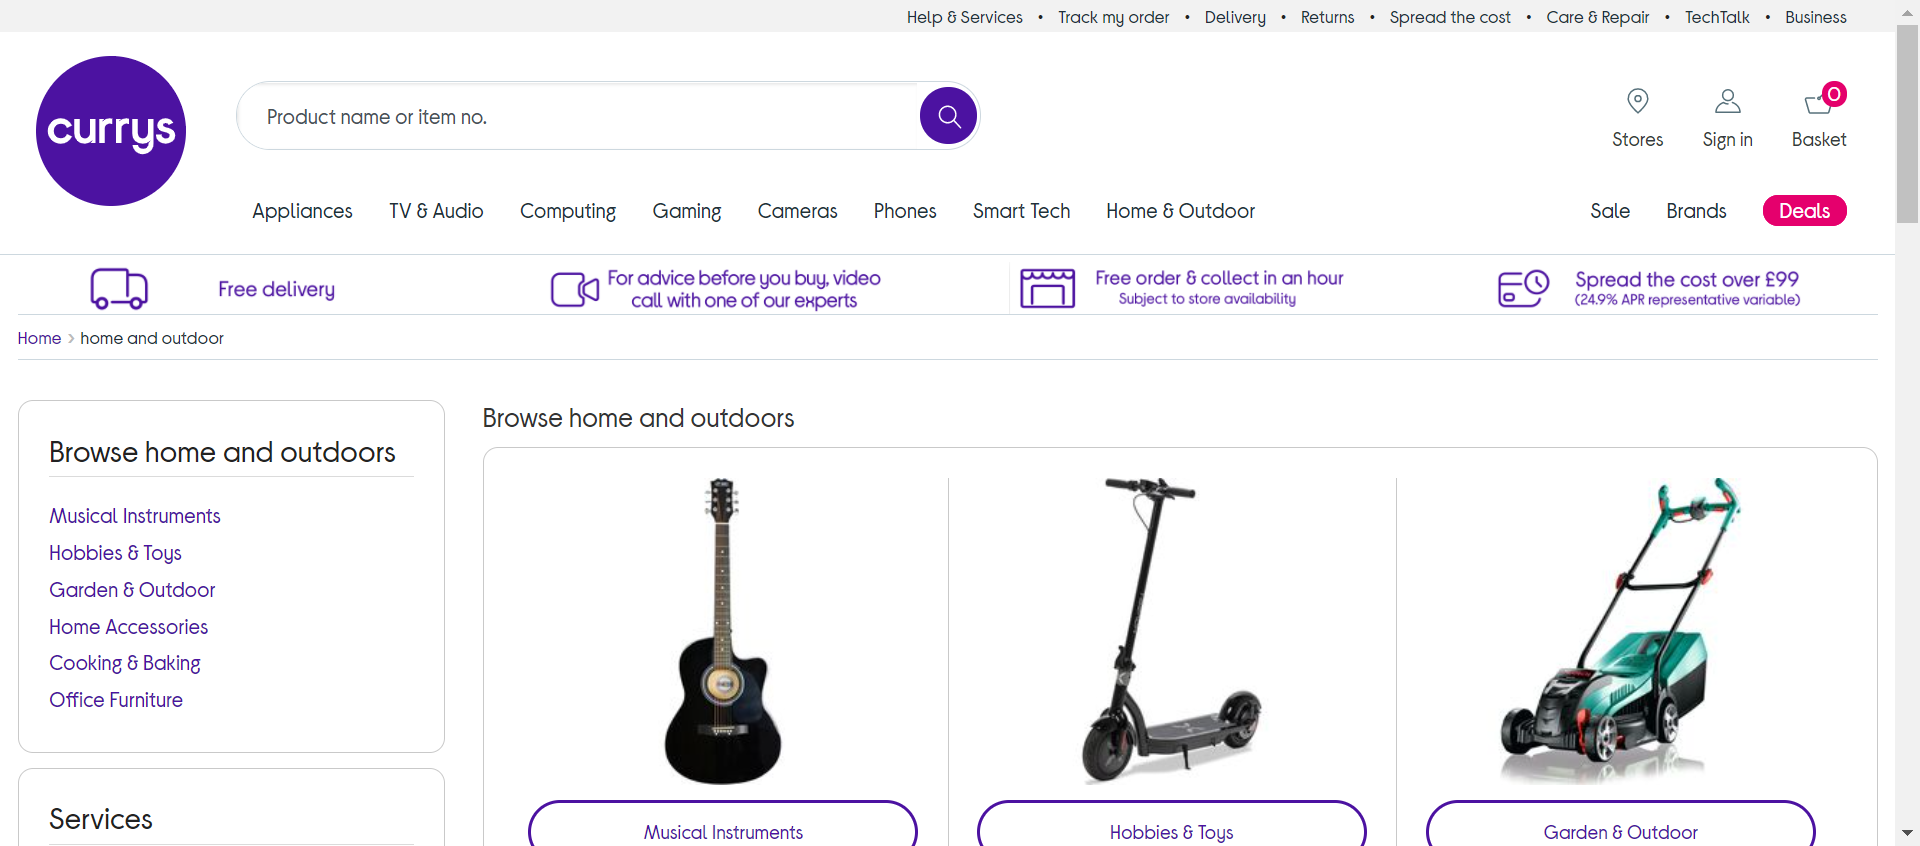 Help & Services • Track my order • Delivery • Returns • Spread the cost • Care & Repair • TechTalk • Business
currys
Product name or item no.
Stores
Sign in
0
Basket
Appliances TV & Audio Computing Gaming Cameras Phones Smart Tech Home & Outdoor Sale Brands Deals
Free delivery
For advice before you buy, video
call with one of our experts
Free order & collect in an hour
Subject to store availability
Spread the cost over £99
(24.9% APR representative variable)
Home › home and outdoor
Browse home and outdoors
Musical Instruments
Hobbies & Toys
Garden & Outdoor
Home Accessories
Cooking & Baking
Office Furniture
Services
Browse home and outdoors
Musical Instruments
Hobbies & Toys
Garden & Outdoor